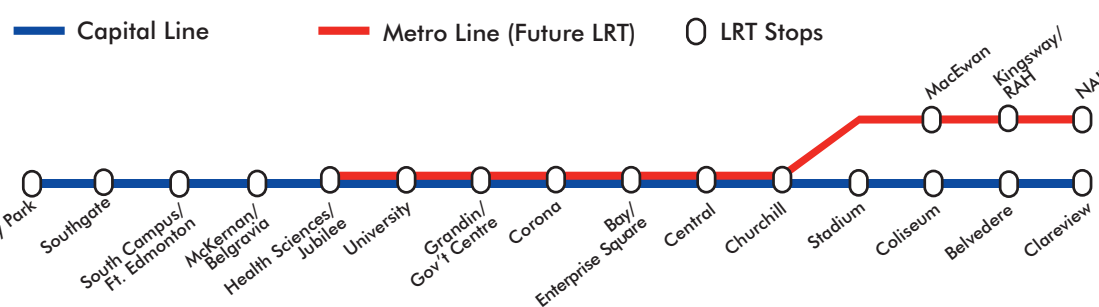 Capital Line
Metro Line (Future LRT)
LRT Stops
MacEwan
Kingsway/
RAH
Park
Southgate
South Campus/
Ft. Edmonton
McKernan/
Belgravia
Health Sciences/
Jubilee
University
Grandin/
Gov't Centre
Corona
Bay/
Enterprise Square
Central
Churchill
Stadium
Coliseum
Belvedere
Clareview